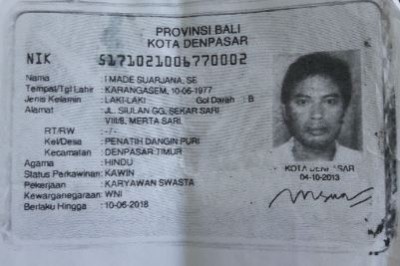 PROVINSI BALI
KOTA DENPASAR
NIK 5171021006770002
Nama : I MADE SUARJANA, SE
Tempat/Tgl Lahir : KARANGASEM, 10-06-1977
Jenis Kelamin : LAKI-LAKI Gol Darah : B
Alamat : JL. SIULAN GG. SEKAR SARI
VIII/8, MERTA SARI
RT/RW : -/-
Kel/Desa : PENATIH DANGIN PURI
Kecamatan : DENPASAR TIMUR
Agama : HINDU
Status Perkawinan: KAWIN
Pekerjaan : KARYAWAN SWASTA
Kewarganegaraan: WNI
Berlaku Hingga : 10-06-2018
KOTA DENPASAR
04-10-2013